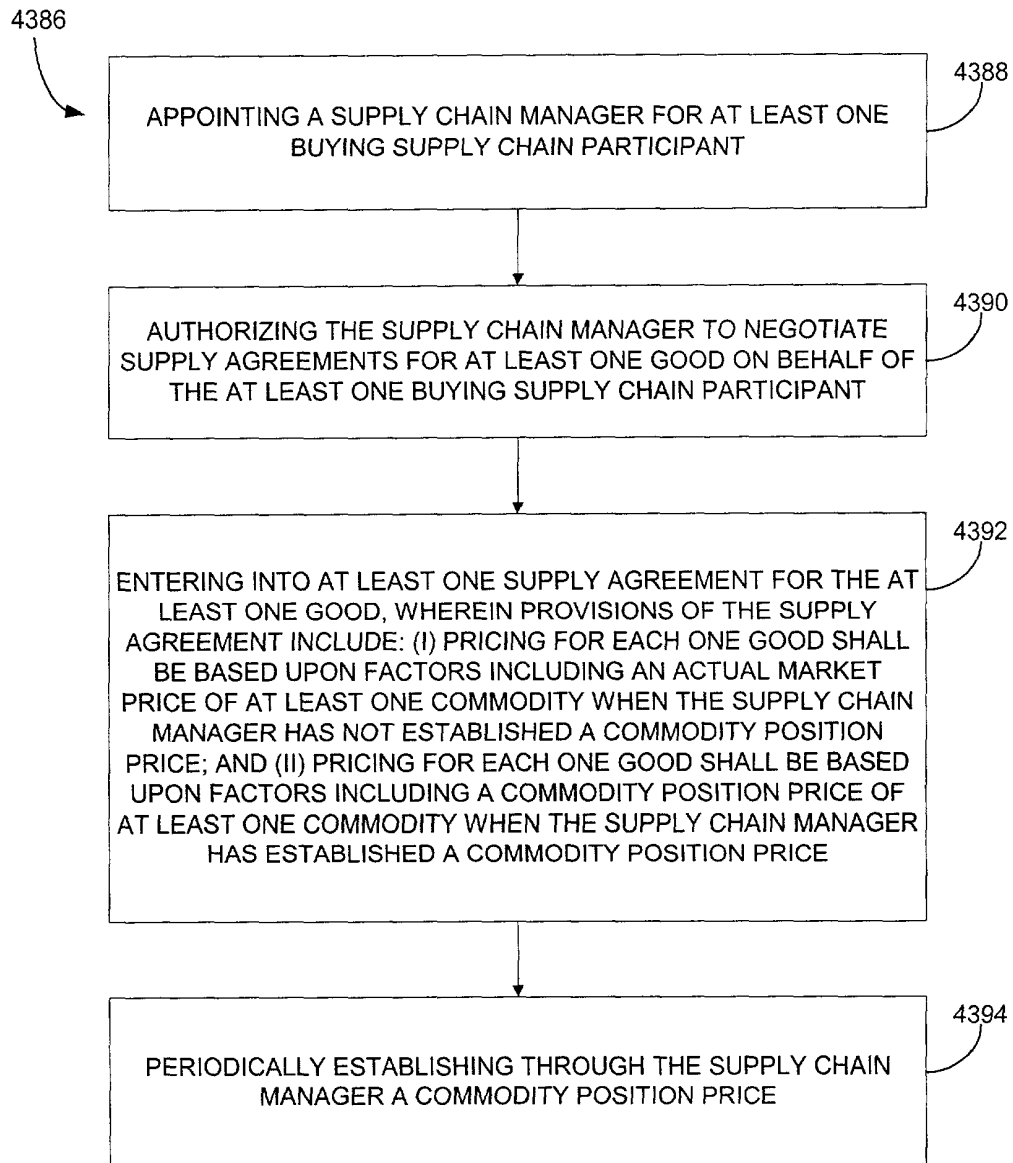 4386
4388
APPOINTING A SUPPLY CHAIN MANAGER FOR AT LEAST ONE
BUYING SUPPLY CHAIN PARTICIPANT
4390
AUTHORIZING THE SUPPLY CHAIN MANAGER TO NEGOTIATE
SUPPLY AGREEMENTS FOR AT LEAST ONE GOOD ON BEHALF OF
THE AT LEAST ONE BUYING SUPPLY CHAIN PARTICIPANT
4392
ENTERING INTO AT LEAST ONE SUPPLY AGREEMENT FOR THE AT
LEAST ONE GOOD, WHEREIN PROVISIONS OF THE SUPPLY
AGREEMENT INCLUDE: (I) PRICING FOR EACH ONE GOOD SHALL
BE BASED UPON FACTORS INCLUDING AN ACTUAL MARKET
PRICE OF AT LEAST ONE COMMODITY WHEN THE SUPPLY CHAIN
MANAGER HAS NOT ESTABLISHED A COMMODITY POSITION
PRICE; AND (II) PRICING FOR EACH ONE GOOD SHALL BE BASED
UPON FACTORS INCLUDING A COMMODITY POSITION PRICE OF
AT LEAST ONE COMMODITY WHEN THE SUPPLY CHAIN MANAGER
HAS ESTABLISHED A COMMODITY POSITION PRICE
4394
PERIODICALLY ESTABLISHING THROUGH THE SUPPLY CHAIN
MANAGER A COMMODITY POSITION PRICE